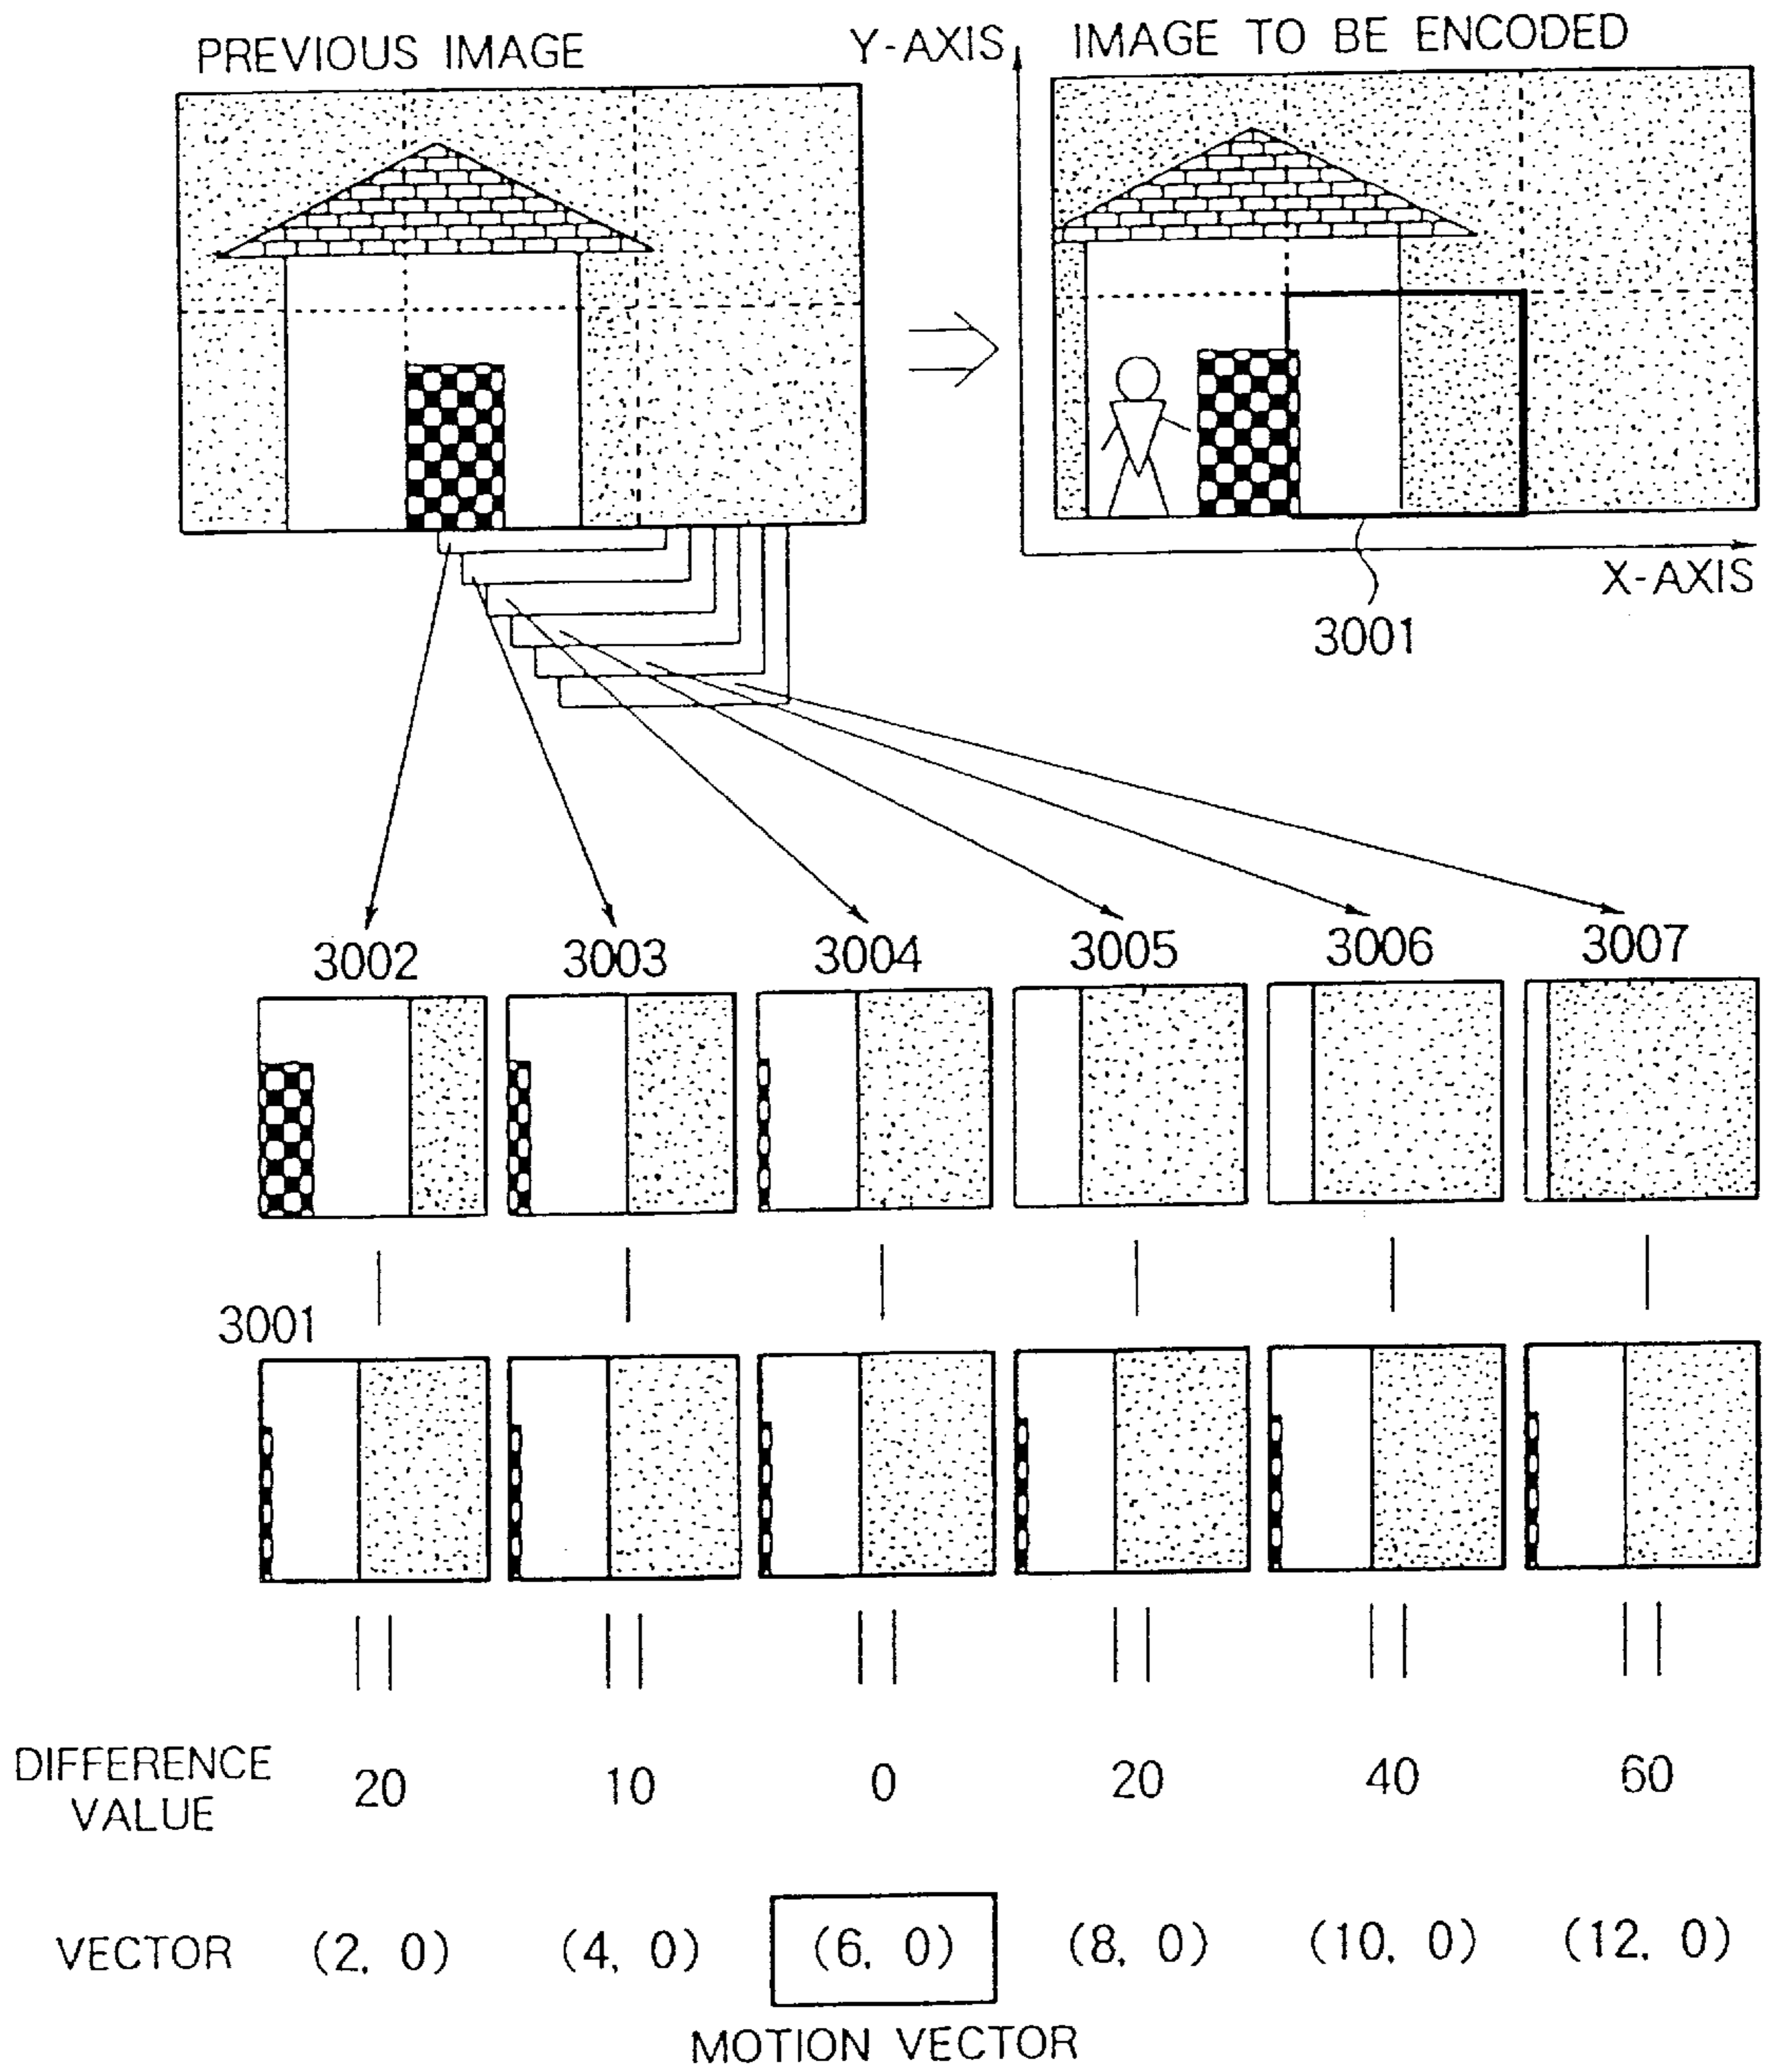 PREVIOUS IMAGE
Y-AXIS
IMAGE TO BE ENCODED
X-AXIS
3001
3002 3003 3004 3005 3006 3007
3001
DIFFERENCE
VALUE
20 10 0 20 40 60
VECTOR (2, 0) (4, 0) (6, 0) (8, 0) (10, 0) (12, 0)
MOTION VECTOR